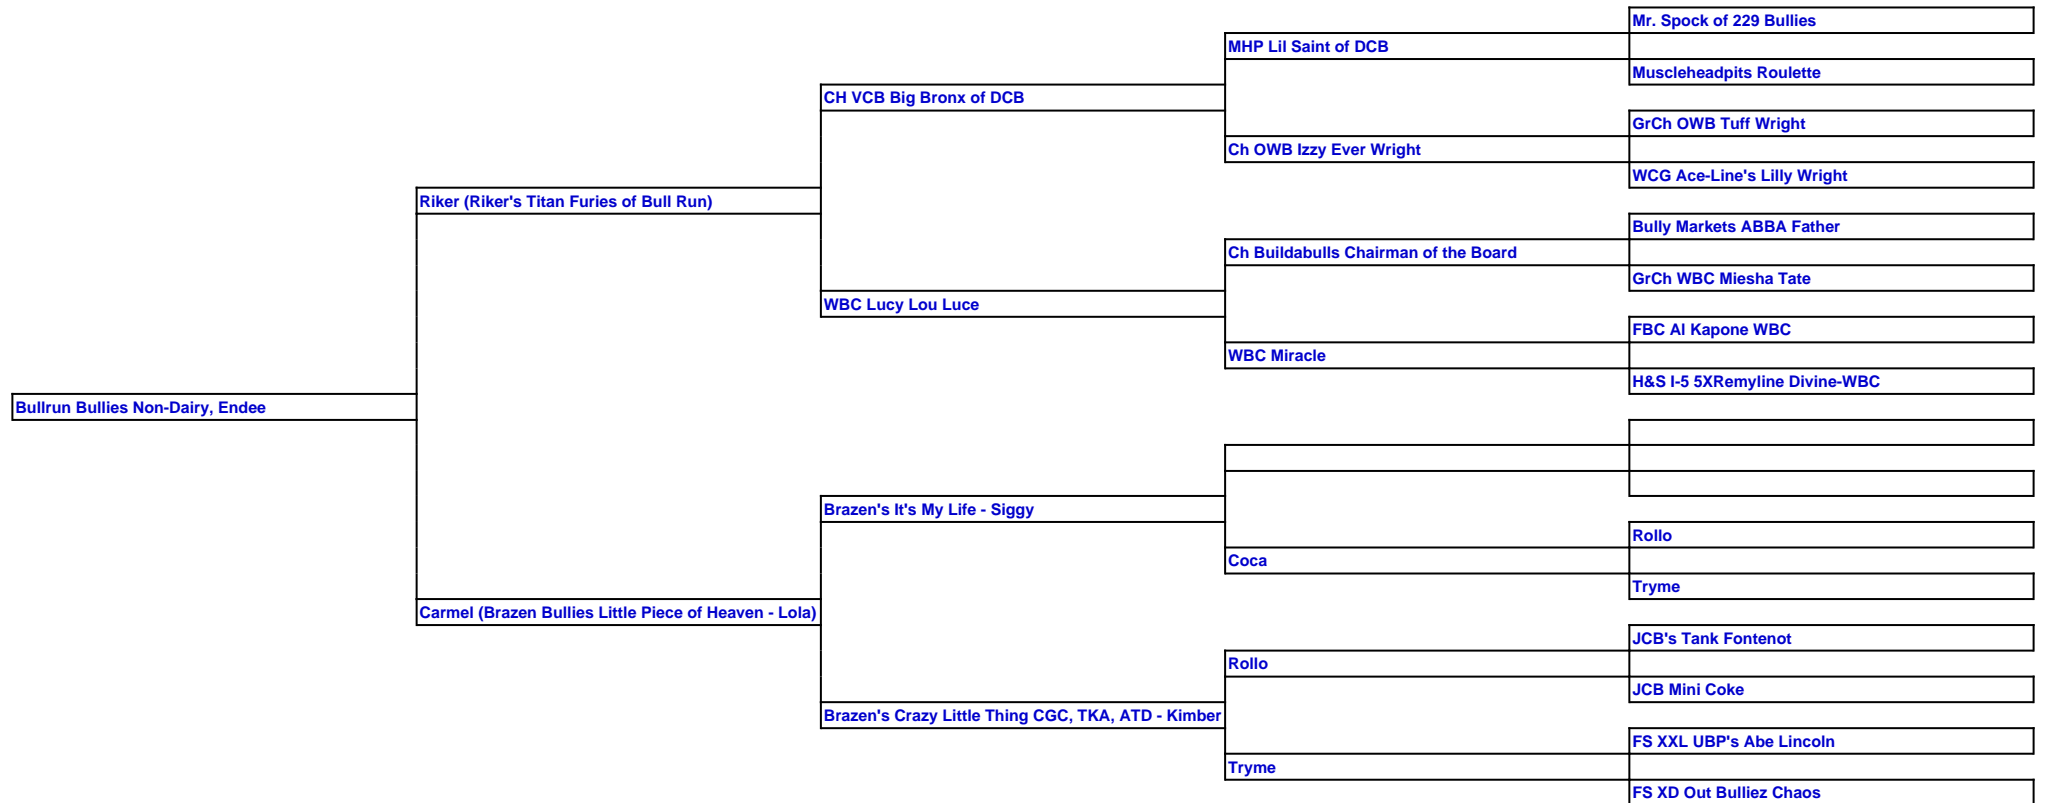 Mr. Spock of 229 Bullies
MHP Lil Saint of DCB
Muscleheadpits Roulette
CH VCB Big Bronx of DCB
GrCh OWB Tuff Wright
Ch OWB Izzy Ever Wright
WCG Ace-Line's Lilly Wright
Riker (Riker's Titan Furies of Bull Run)
Bully Markets ABBA Father
Ch Buildabulls Chairman of the Board
GrCh WBC Miesha Tate
WBC Lucy Lou Luce
FBC Al Kapone WBC
WBC Miracle
H&S I-5 5XRemyline Divine-WBC
Bullrun Bullies Non-Dairy, Endee
Brazen's It's My Life - Siggy
Rollo
Coca
Tryme
Carmel (Brazen Bullies Little Piece of Heaven - Lola)
JCB's Tank Fontenot
Rollo
JCB Mini Coke
Brazen's Crazy Little Thing CGC, TKA, ATD - Kimber
FS XXL UBP's Abe Lincoln
Tryme
FS XD Out Bulliez Chaos